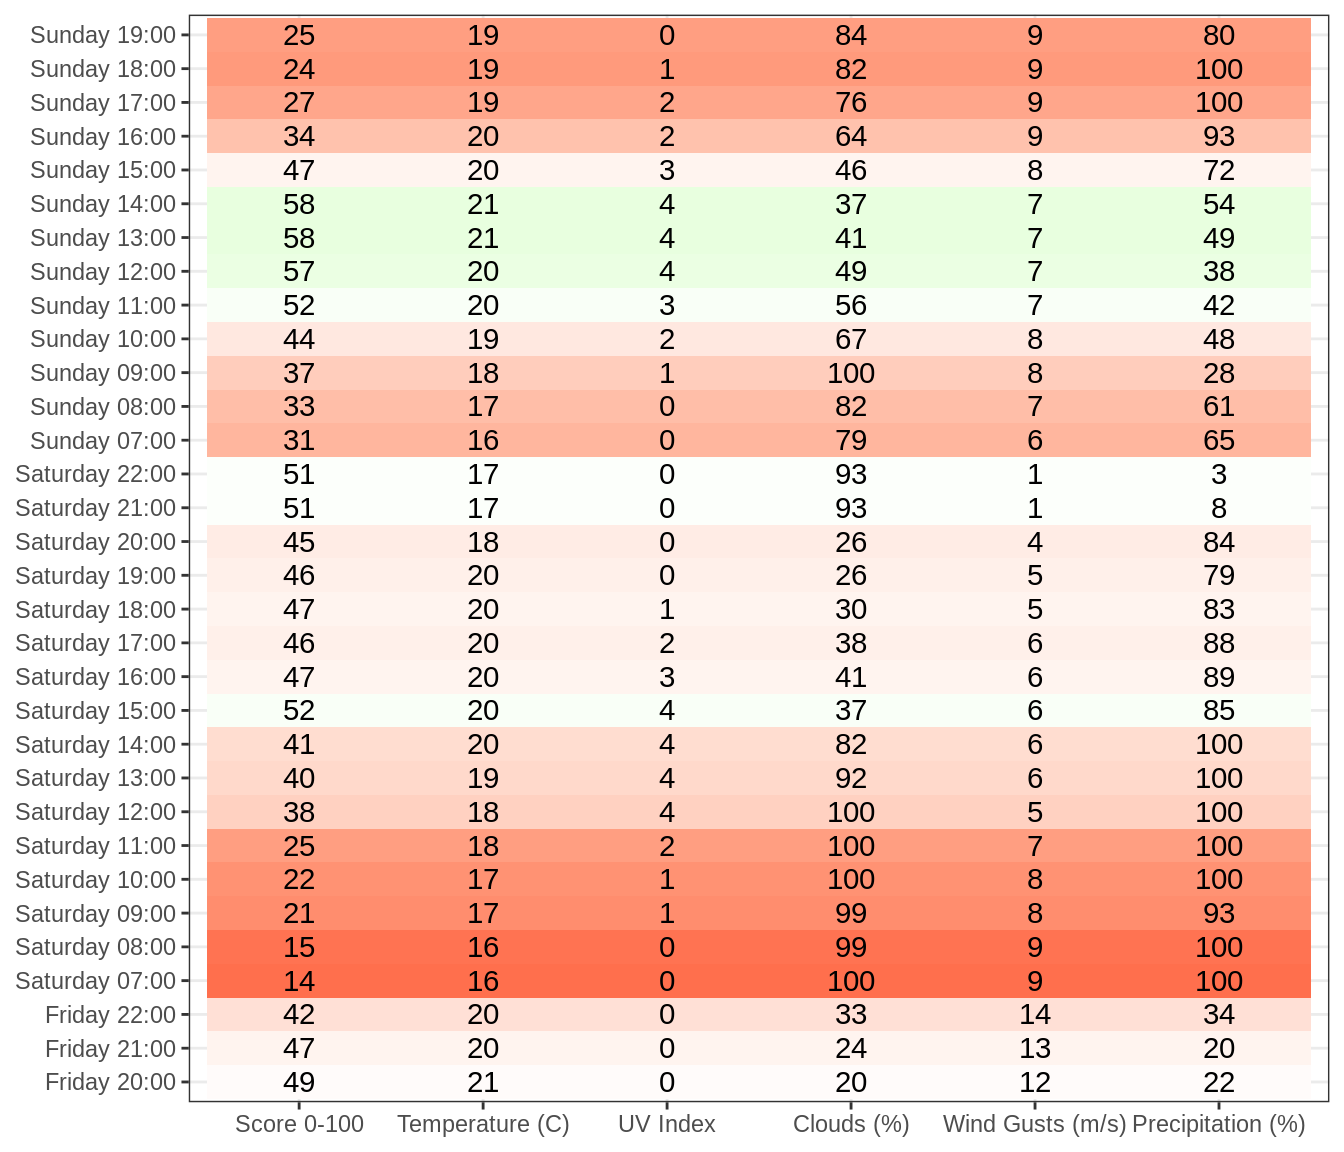 Sunday 19:00 25 19 0 84 9 80
Sunday 18:00 24 19 1 82 9 100
Sunday 17:00 27 19 2 76 9 100
Sunday 16:00 34 20 2 64 9 93
Sunday 15:00 47 20 3 46 8 72
Sunday 14:00 58 21 4 37 7 54
Sunday 13:00 58 21 4 41 7 49
Sunday 12:00 57 20 4 49 7 38
Sunday 11:00 52 20 3 56 7 42
Sunday 10:00 44 19 2 67 8 48
Sunday 09:00 37 18 1 100 8 28
Sunday 08:00 33 17 0 82 7 61
Sunday 07:00 31 16 0 79 6 65
Saturday 22:00 51 17 0 93 1 3
Saturday 21:00 51 17 0 93 1 8
Saturday 20:00 45 18 0 26 4 84
Saturday 19:00 46 20 0 26 5 79
Saturday 18:00 47 20 1 30 5 83
Saturday 17:00 46 20 2 38 6 88
Saturday 16:00 47 20 3 41 6 89
Saturday 15:00 52 20 4 37 6 85
Saturday 14:00 41 20 4 82 6 100
Saturday 13:00 40 19 4 92 6 100
Saturday 12:00 38 18 4 100 5 100
Saturday 11:00 25 18 2 100 7 100
Saturday 10:00 22 17 1 100 8 100
Saturday 09:00 21 17 1 99 8 93
Saturday 08:00 15 16 0 99 9 100
Saturday 07:00 14 16 0 100 9 100
Friday 22:00 42 20 0 33 14 34
Friday 21:00 47 20 0 24 13 20
Friday 20:00 49 21 0 20 12 22
Score 0-100 Temperature (C) UV Index Clouds (%) Wind Gusts (m/s) Precipitation (%)